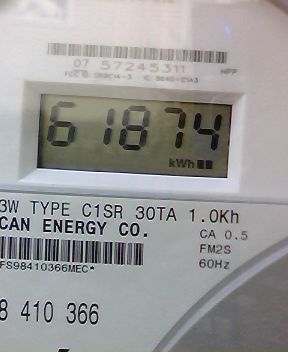 07 57245311
NPP
61874
kWh
3W TYPE C1SR 30TA 1.0Kh
CAN ENERGY CO.
CA 0.5
FM2S
60Hz
FS98410366MEC*
8 410 366